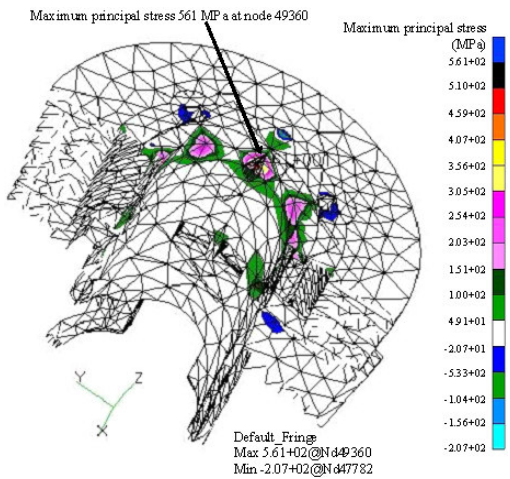 Maximum principal stress 561 MPa at node 49360
Maximum principal stress
(MPa)
5.61+02
5.10+02
4.59+02
4.07+02
3.56+02
3.05+02
2.54+02
2.03+02
1.51+02
1.00+02
4.91+01
-2.07+01
-5.33+02
-1.04+02
-1.56+02
-2.07+02
Y
Z
X
Default_Fringe
Max 5.61+02@Nd49360
Min -2.07+02@Nd47782